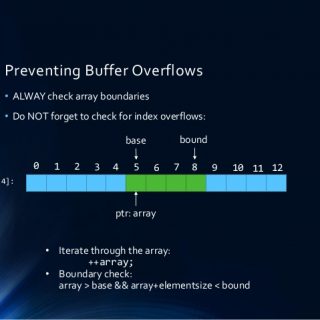 Preventing Buffer Overflows
• ALWAY check array boundaries
• Do NOT forget to check for index overflows:
base bound
0 1 2 3 4 5 6 7 8 9 10 11 12
4]:
ptr: array
• Iterate through the array:
++array;
• Boundary check:
array > base && array+elementsize < bound